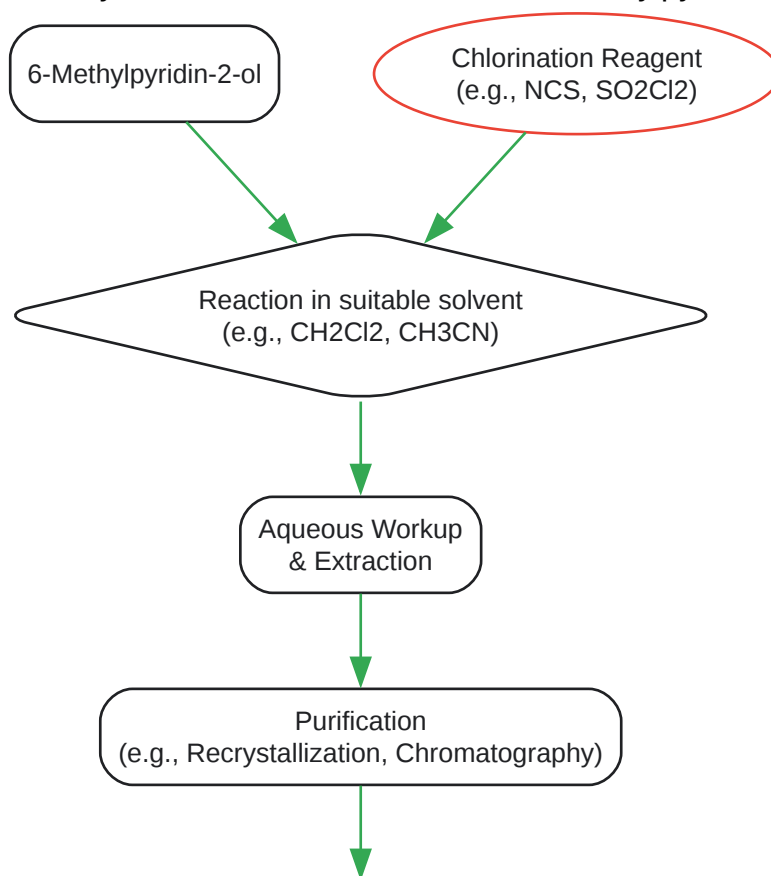 6-Methylpyridin-2-ol
Chlorination Reagent
(e.g., NCS, SO2Cl2)
Reaction in suitable solvent
(e.g., CH2Cl2, CH3CN)
Aqueous Workup
& Extraction
Purification
(e.g., Recrystallization, Chromatography)